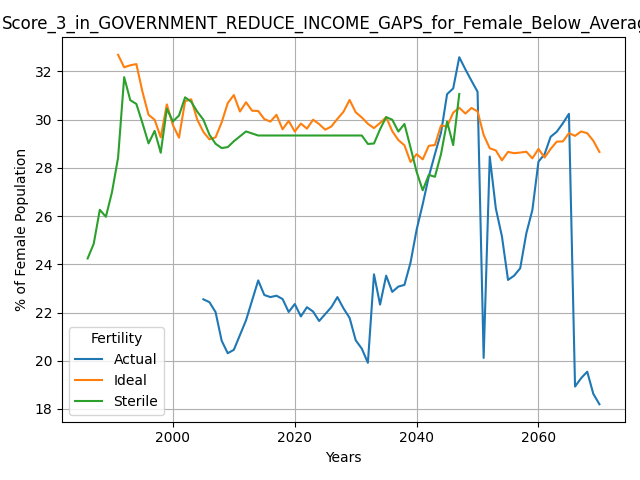 Score_3_in_GOVERNMENT_REDUCE_INCOME_GAPS_for_Female_Below_Averag
% of Female Population
32
30
28
26
24
22
20
18
Fertility
Actual
Ideal
Sterile
2000 2020 2040 2060
Years